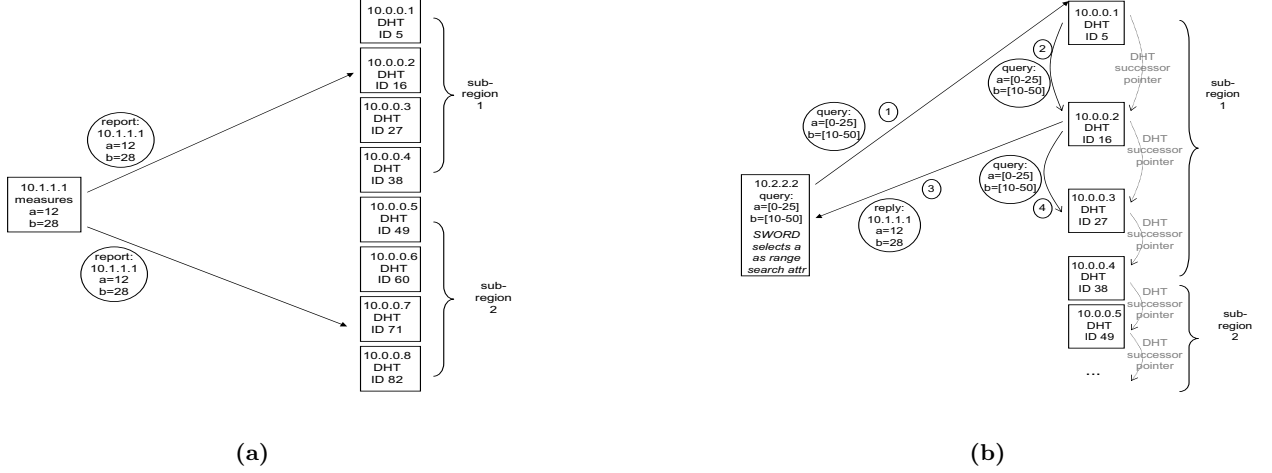 10.0.0.1
DHT
ID 5
10.0.0.2
DHT
ID 16
10.0.0.3
DHT
ID 27
10.0.0.4
DHT
ID 38
10.0.0.5
DHT
ID 49
10.0.0.6
DHT
ID 60
10.0.0.7
DHT
ID 71
10.0.0.8
DHT
ID 82
sub-
region
1
sub-
region
2
report:
10.1.1.1
a=12
b=28
10.1.1.1
measures
a=12
b=28
report:
10.1.1.1
a=12
b=28
(a)
10.0.0.1
DHT
ID 5
2
query:
a=[0-25]
b=[10-50]
DHT
successor
pointer
1
query:
a=[0-25]
b=[10-50]
10.0.0.2
DHT
ID 16
DHT
successor
pointer
sub-
region
1
query:
a=[0-25]
b=[10-50]
3
4
10.2.2.2
query:
a=[0-25]
b=[10-50]
SWORD
selects a
as range
search attr
reply:
10.1.1.1
a=12
b=28
10.0.0.3
DHT
ID 27
DHT
successor
pointer
10.0.0.4
DHT
ID 38
DHT
successor
pointer
10.0.0.5
DHT
ID 49
DHT
successor
pointer
sub-
region
2
...
(b)